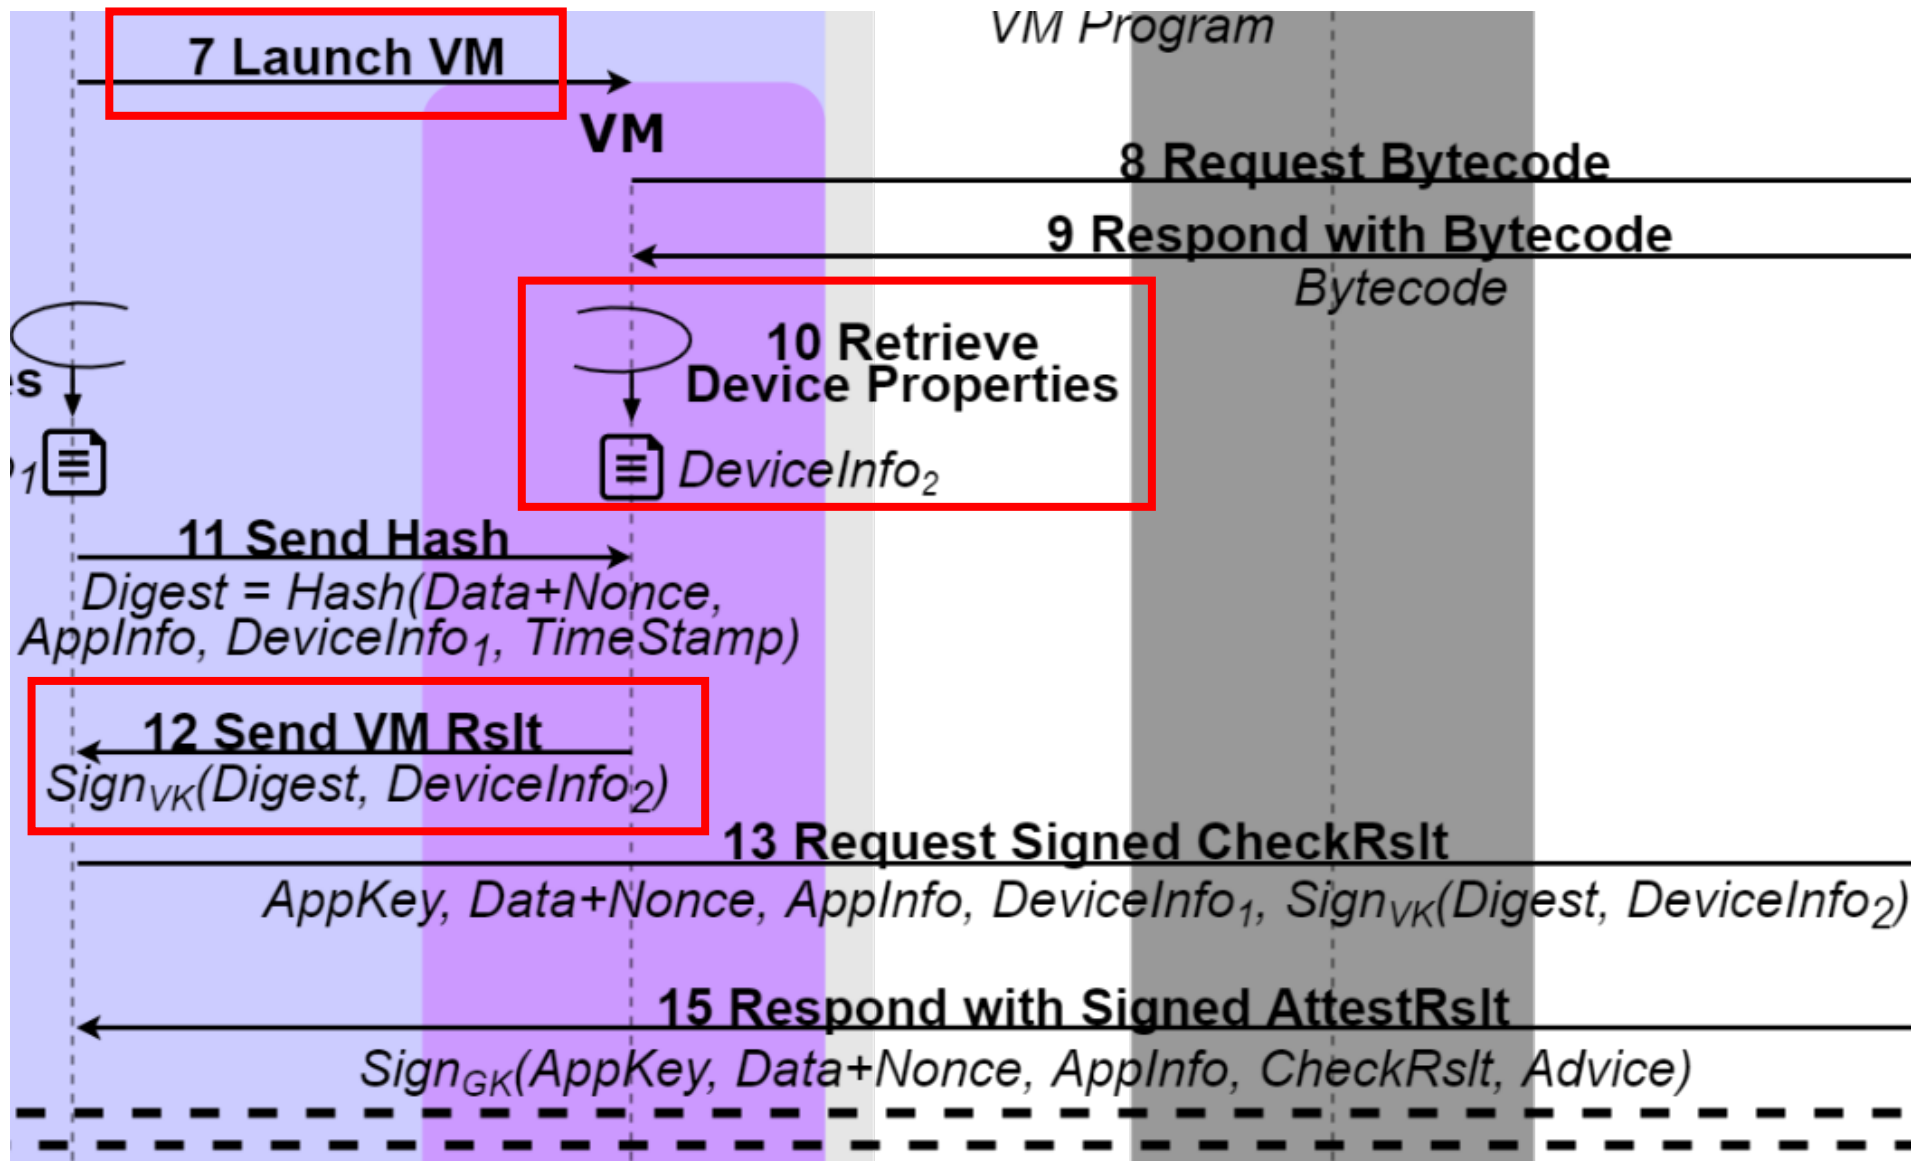 VM Program
7 Launch VM
VM
8 Request Bytecode
9 Respond with Bytecode
Bytecode
10 Retrieve
Device Properties
es
1
DeviceInfo2
11 Send Hash
Digest = Hash(Data+Nonce,
AppInfo, DeviceInfo1, TimeStamp)
12 Send VM Rslt
SignVK(Digest, DeviceInfo2)
13 Request Signed CheckRslt
AppKey, Data+Nonce, AppInfo, DeviceInfo1, SignVK(Digest, DeviceInfo2)
15 Respond with Signed AttestRslt
SignGK(AppKey, Data+Nonce, AppInfo, CheckRslt, Advice)